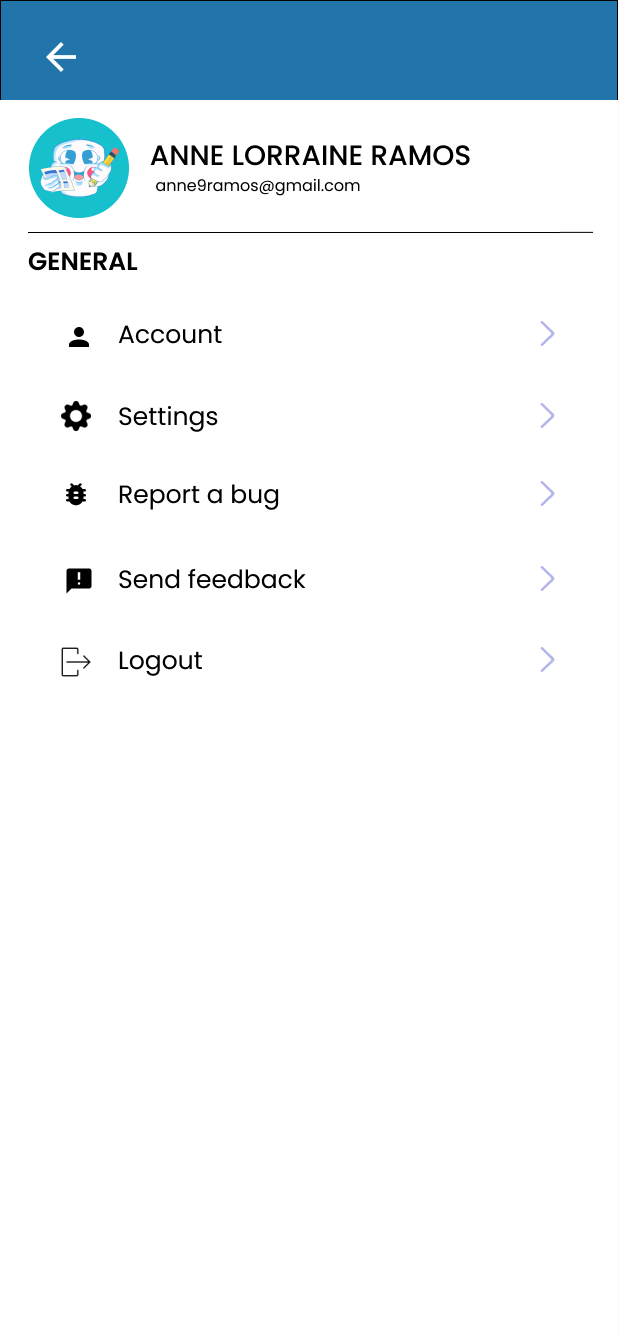 ANNE LORRAINE RAMOS
anne9ramos@gmail.com
GENERAL
Account
Settings
Report a bug
Send feedback
Logout